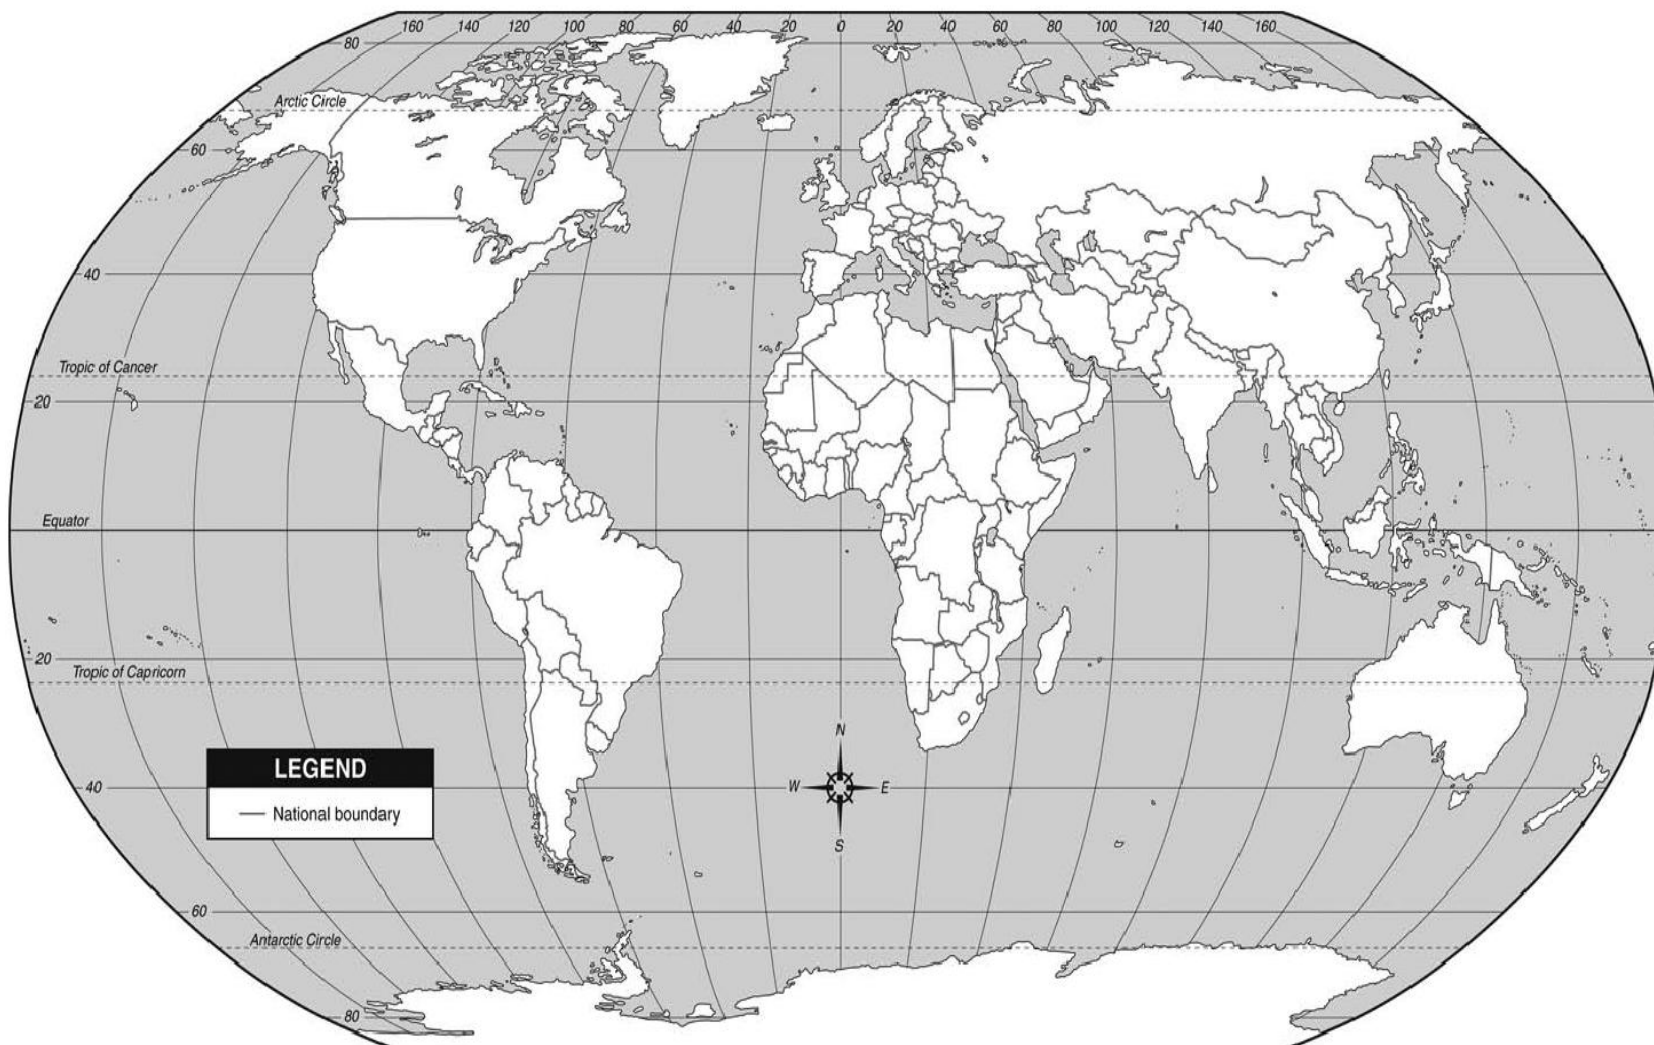 160 140 120 100 80 60 40 20 0 20 40 60 80 100 120 140 160
80
Arctic Circle
60
40
Tropic of Cancer
20
Equator
20
Tropic of Capricorn
N
LEGEND
W E
40
National boundary
S
60
Antarctic Circle
80